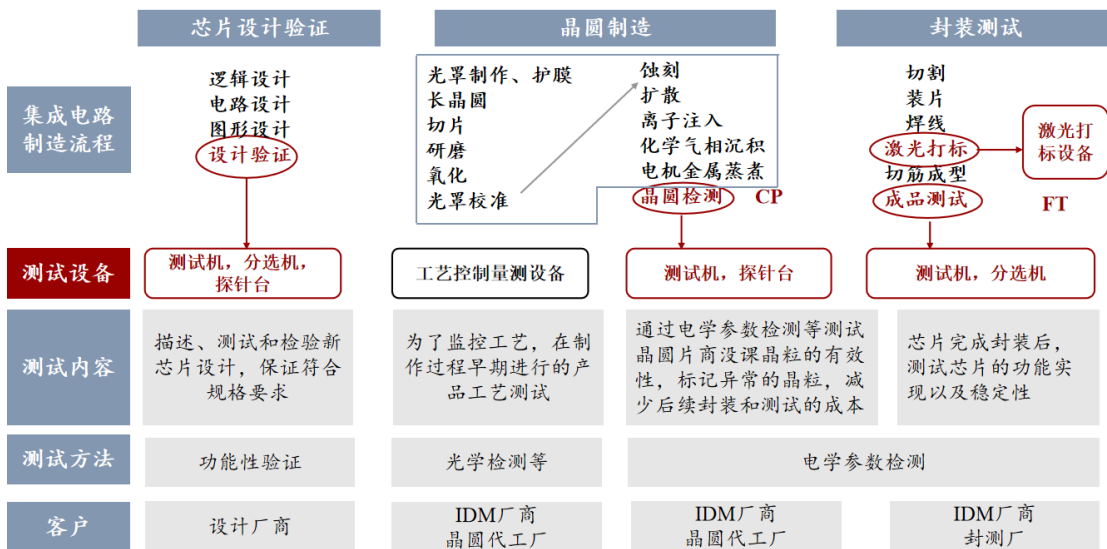 芯片设计验证
晶圆制造
封装测试
集成电路
制造流程
逻辑设计
电路设计
图形设计
设计验证
光罩制作、护膜
长晶圆
切片
研磨
氧化
光罩校准
蚀刻
扩散
离子注入
化学气相沉积
电机金属蒸煮
晶圆检测
CP
切割
装片
焊线
激光打标
切筋成型
成品测试
激光打
标设备
FT
测试设备
测试机，分选机，
探针台
工艺控制量测设备
测试机，探针台
测试机，分选机
测试内容
描述、测试和检验新
芯片设计，保证符合
规格要求
为了监控工艺，在制
作过程早期进行的产
品工艺测试
通过电学参数检测等测试
晶圆片商没课晶粒的有效
性，标记异常的晶粒，减
少后续封装和测试的成本
芯片完成封装后，
测试芯片的功能实
现以及稳定性
测试方法
功能性验证
光学检测等
电学参数检测
客户
设计厂商
IDM厂商
晶圆代工厂
IDM厂商
晶圆代工厂
IDM厂商
封测厂